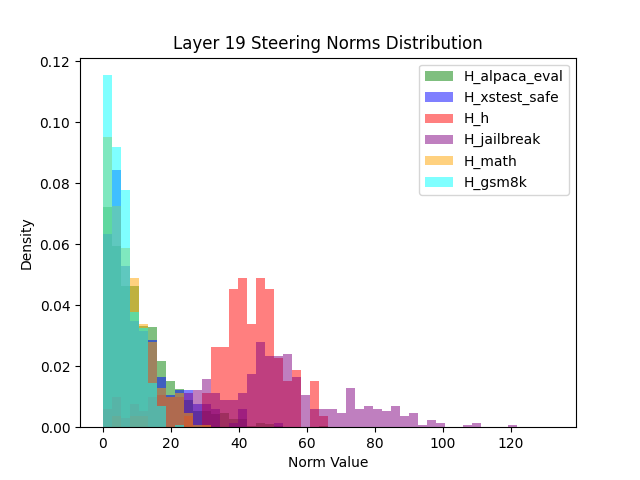 Layer 19 Steering Norms Distribution
0.12
0.10
0.08
0.06
0.04
0.02
0.00
Density
H_alpaca_eval
H_xstest_safe
H_h
H_jailbreak
H_math
H_gsm8k
0 20 40 60 80 100 120
Norm Value